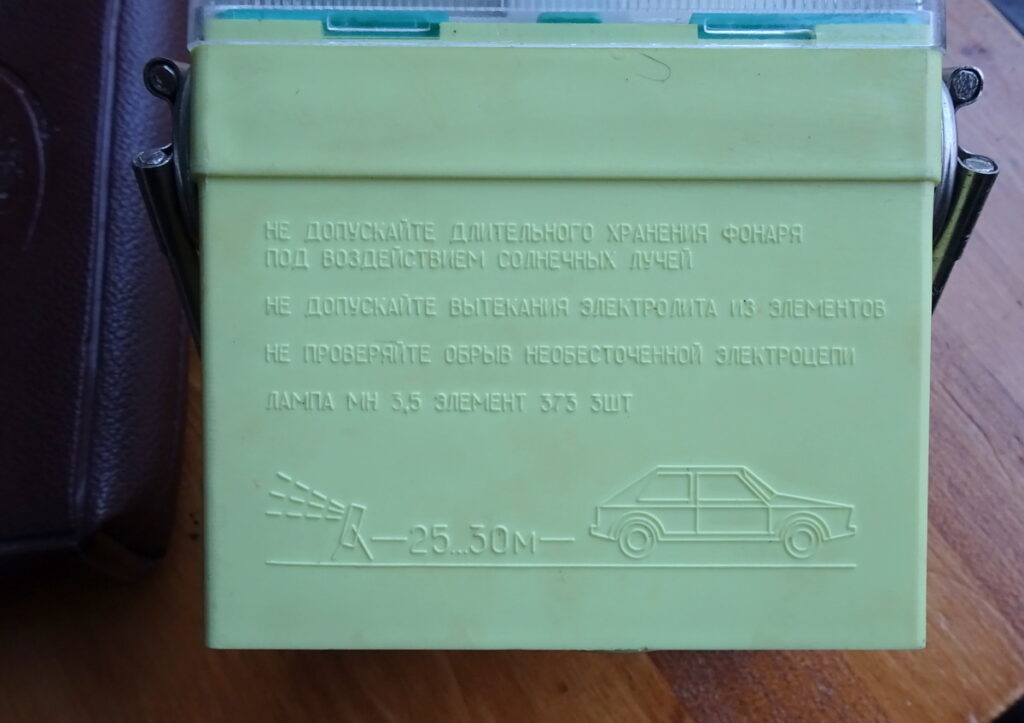 НЕ ДОПУСКАЙТЕ ДЛИТЕЛЬНОГО ХРАНЕНИЯ ФОНАРЯ
ПОД ВОЗДЕЙСТВИЕМ СОЛНЕЧНЫХ ЛУЧЕЙ
НЕ ДОПУСКАЙТЕ ВЫТЕКАНИЯ ЭЛЕКТРОЛИТА ИЗ ЭЛЕМЕНТОВ
НЕ ПРОВЕРЯЙТЕ ОБРЫВ НЕОБЕСТОЧЕННОЙ ЭЛЕКТРОЦЕПИ
ЛАМПА МН 3,5 ЭЛЕМЕНТ 373 3ШТ
25...30м